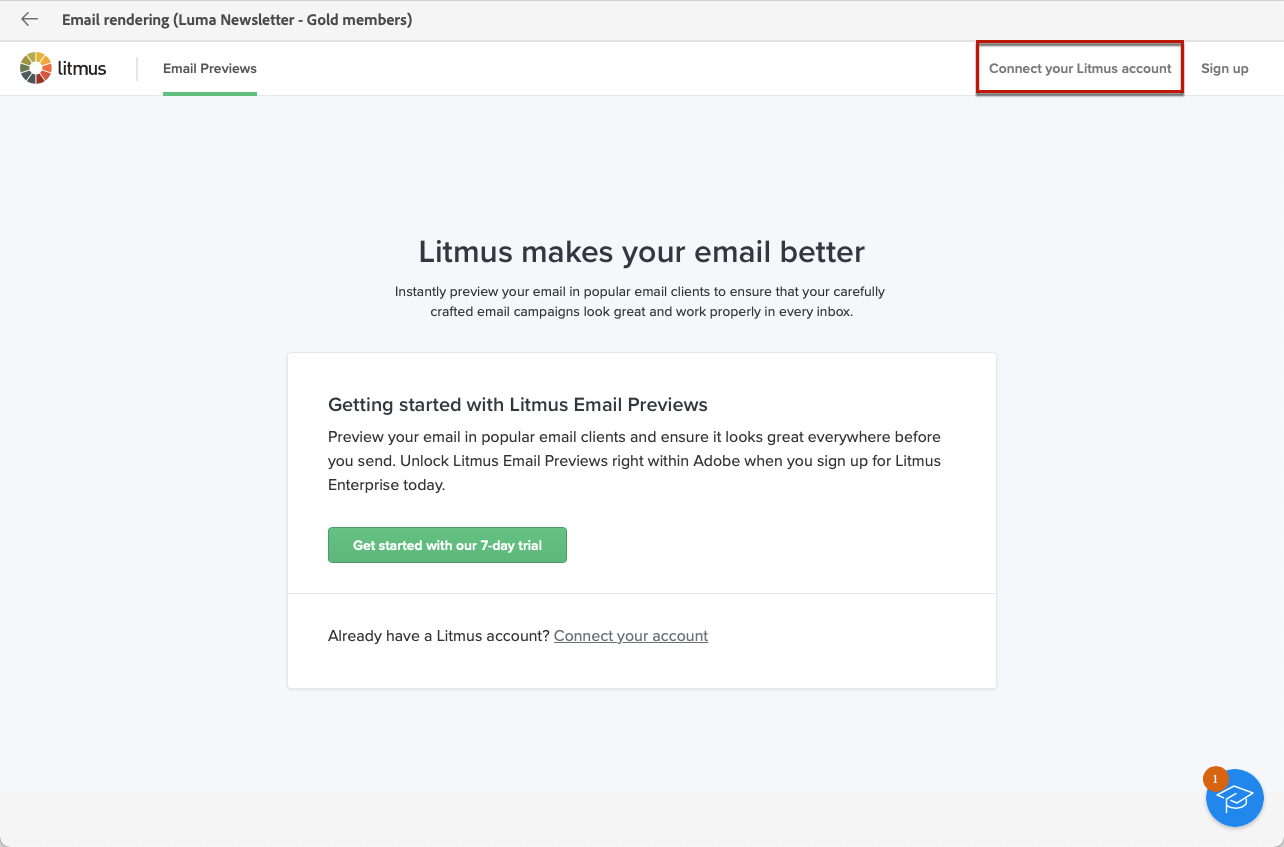 Email rendering (Luma Newsletter - Gold members)
litmus
Email Previews
Connect your Litmus account
Sign up
Litmus makes your email better
Instantly preview your email in popular email clients to ensure that your carefully
crafted email campaigns look great and work properly in every inbox.
Getting started with Litmus Email Previews
Preview your email in popular email clients and ensure it looks great everywhere before
you send. Unlock Litmus Email Previews right within Adobe when you sign up for Litmus
Enterprise today.
Get started with our 7-day trial
Already have a Litmus account? Connect your account
1